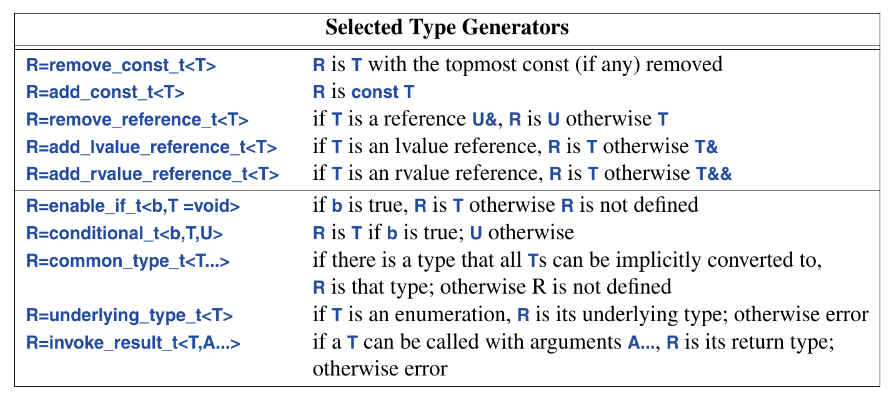 Selected Type Generators
R=remove_const_t<T> R is T with the topmost const (if any) removed
R=add_const_t<T> R is const T
R=remove_reference_t<T> if T is a reference U&, R is U otherwise T
R=add_lvalue_reference_t<T> if T is an lvalue reference, R is T otherwise T&
R=add_rvalue_reference_t<T> if T is an rvalue reference, R is T otherwise T&&
R=enable_if_t<b,T =void> if b is true, R is T otherwise R is not defined
R=conditional_t<b,T,U> R is T if b is true; U otherwise
R=common_type_t<T...> if there is a type that all Ts can be implicitly converted to,
R is that type; otherwise R is not defined
R=underlying_type_t<T> if T is an enumeration, R is its underlying type; otherwise error
R=invoke_result_t<T,A...> if a T can be called with arguments A..., R is its return type;
otherwise error